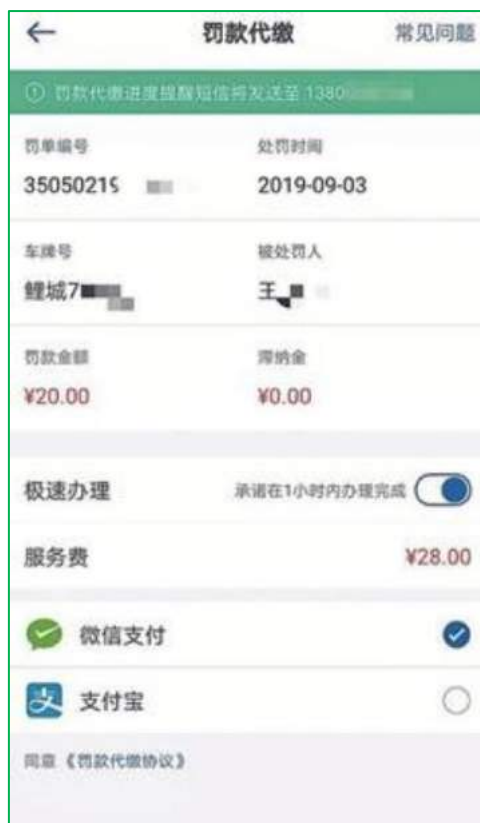 罚款代缴 常见问题
罚款代缴进度提醒短信将发送至 1380
罚单编号 处罚时间
3505021 2019-09-03
车牌号 被处罚人
鲤城7 王
罚款金额 滞纳金
¥20.00 ¥0.00
极速办理 承诺在1小时内办理完成
服务费 ¥28.00
微信支付
支 支付宝
同意《罚款代缴协议》